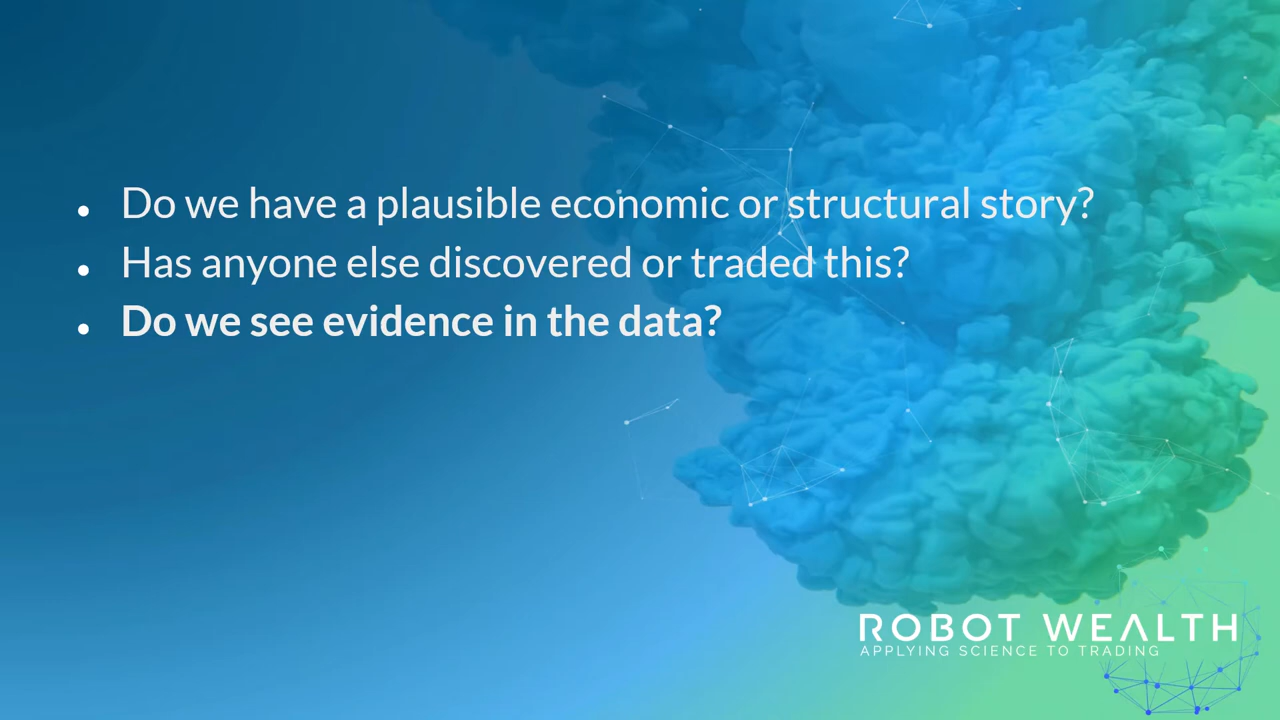 • Do we have a plausible economic or structural story?
• Has anyone else discovered or traded this?
• Do we see evidence in the data?
ROBOT WEALTH
APPLYING SCIENCE TO TRADING